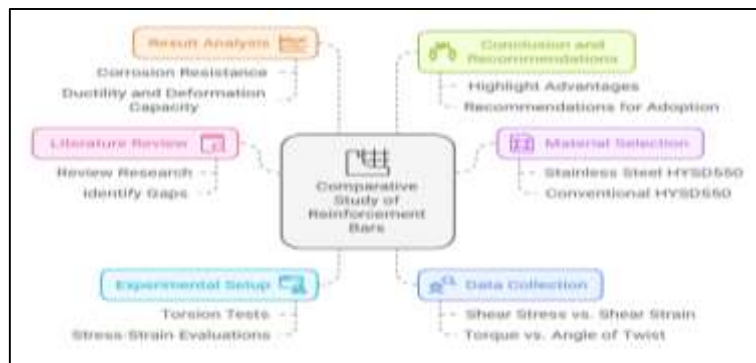 Result Analysis
Corrosion Resistance
Ductility and Deformation
Capacity
Literature Review
Review Research
Identify Gaps
Experimental Setup
Torsion Tests
Stress-Strain Evaluations
Comparative
Study of
Reinforcement
Bars
Conclusion and
Recommendations
Highlight Advantages
Recommendations for Adoption
Material Selection
Stainless Steel HYSD550
Conventional HYSD550
Data Collection
Shear Stress vs. Shear Strain
Torque vs. Angle of Twist